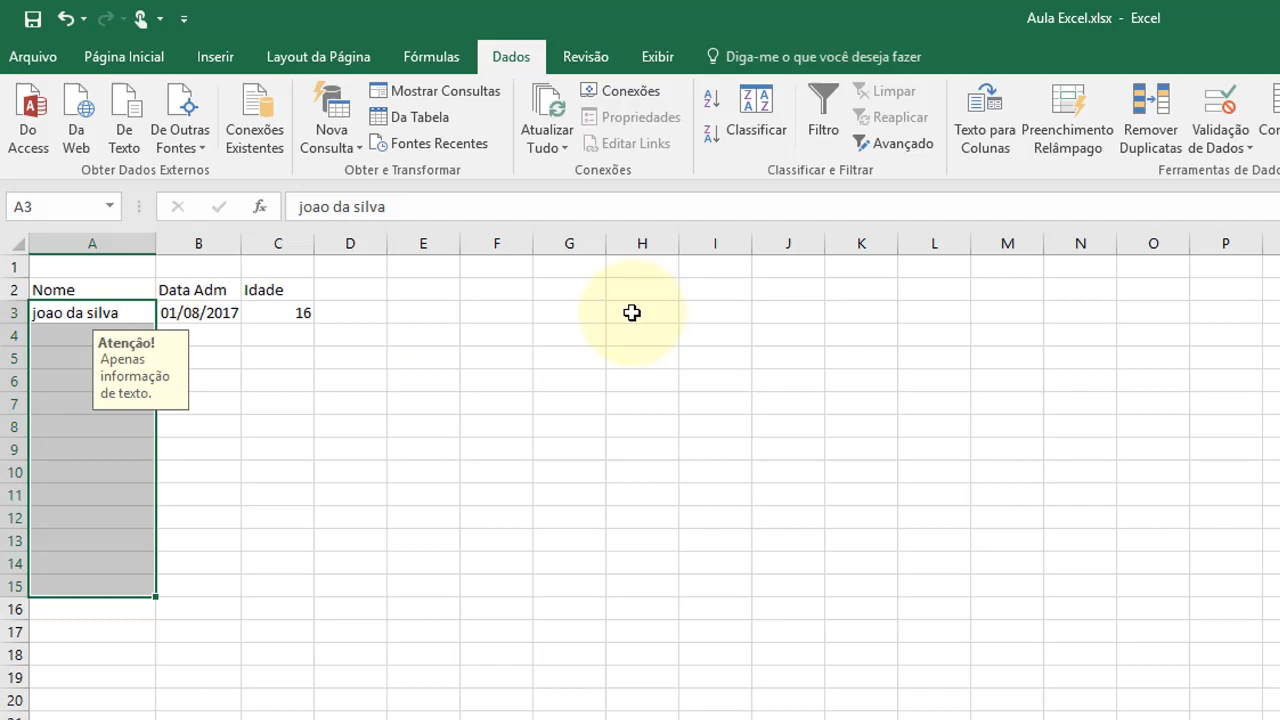 Aula Excel.xlsx - Excel
Arquivo Página Inicial Inserir Layout da Página Fórmulas Dados Revisão Exibir Diga-me o que você deseja fazer
Do Access
Da Web
De Texto
De Outras Fontes
Conexões Existentes
Obter Dados Externos
Nova Consulta
Mostrar Consultas
Da Tabela
Fontes Recentes
Obter e Transformar
Atualizar Tudo
Conexões
Propriedades
Editar Links
Conexões
Classificar
Filtro
Limpar
Reaplicar
Avançado
Classificar e Filtrar
Texto para Colunas
Preenchimento Relâmpago
Remover Duplicatas
Validação de Dados
Co
Ferramentas de Dado
A3 fx joao da silva
A B C D E F G H I J K L M N O P
1
2 Nome Data Adm Idade
3 joao da silva 01/08/2017 16
4
5
6
7
8
9
10
11
12
13
14
15
16
17
18
19
20
Atenção!
Apenas
informação
de texto.